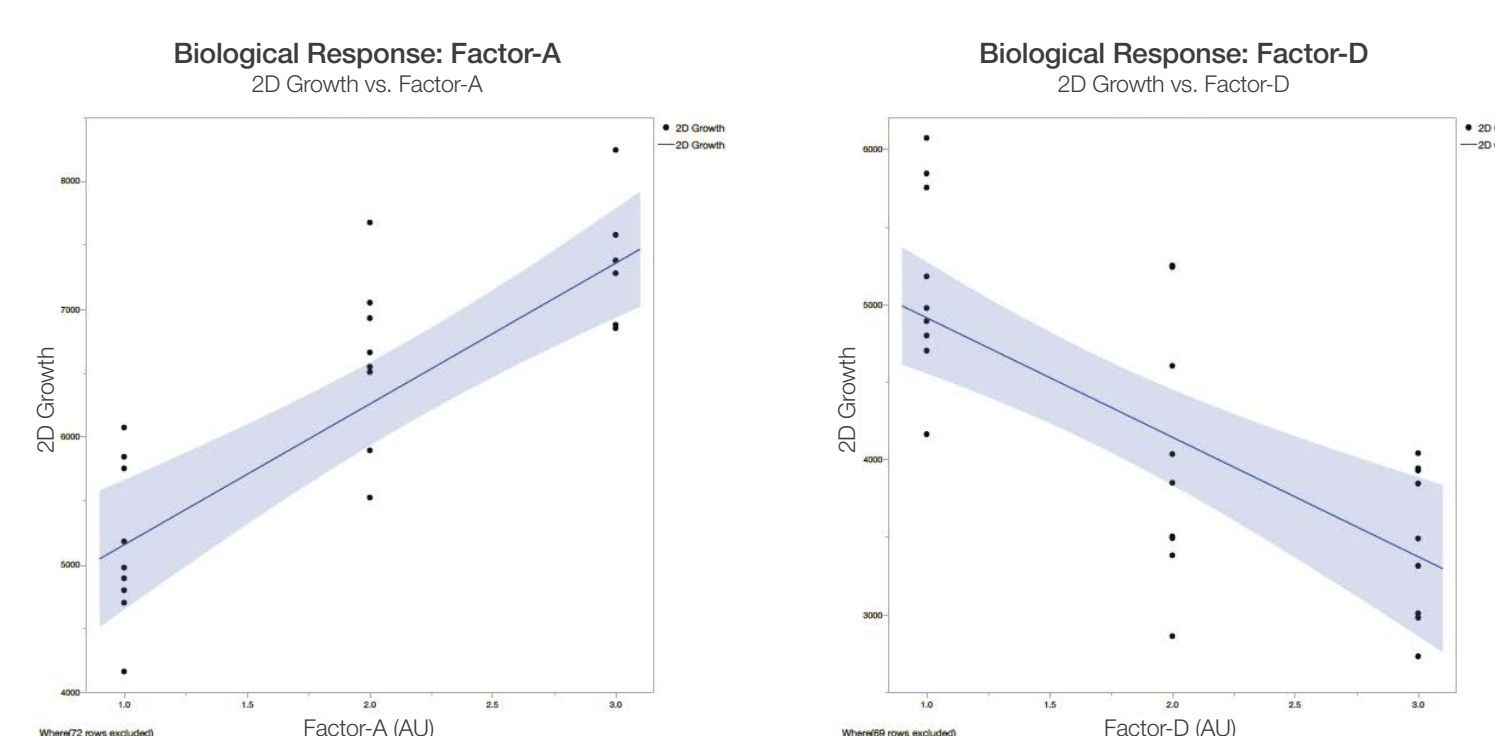 Biological Response: Factor-A
2D Growth vs. Factor-A
2D Growth
2D Growth
8000
7000
6000
5000
4000
2D Growth
1.0
1.5
2.0
2.5
3.0
Factor-A (AU)
Where(72 rows excluded)
Biological Response: Factor-D
2D Growth vs. Factor-D
2D
2D
6000
5000
4000
3000
2D Growth
1.0
1.5
2.0
2.5
3.0
Factor-D (AU)
Where(69 rows excluded)